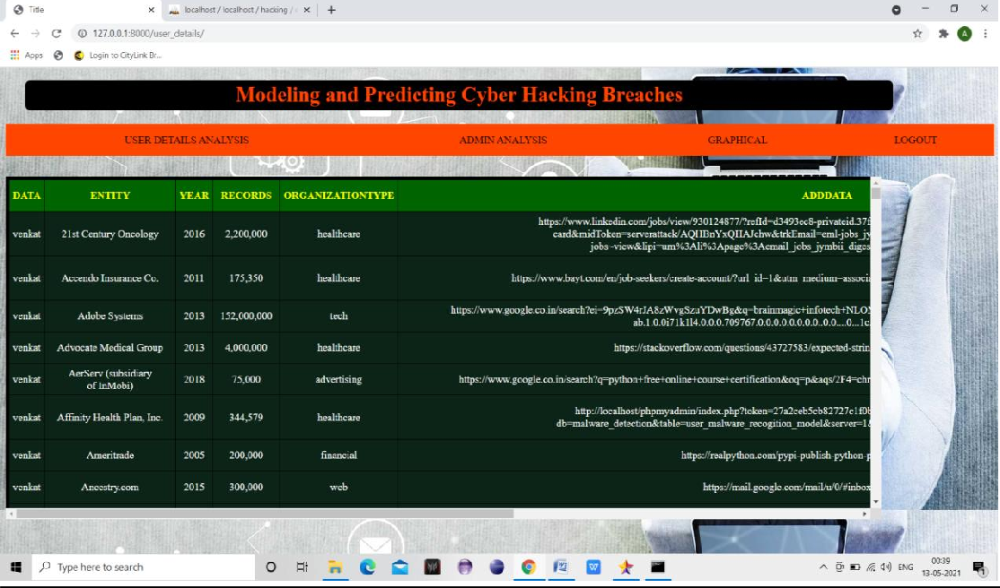 Title
localhost / localhost / hacking /
127.0.0.1:8000/user_details/
A
Apps
Login to CityLink Br...
Modeling and Predicting Cyber Hacking Breaches
USER DETAILS ANALYSIS ADMIN ANALYSIS GRAPHICAL LOGOUT
DATA ENTITY YEAR RECORDS ORGANIZATIONTYPE ADDDATA
https://www.linkedin.com/jobs/view/930124877/?refId=d3493ec8-privateid.37f
venkat 21st Century Oncology 2016 2,200,000 healthcare card&midToken=serverattack/AQHBnYxQHAJchw&trkEmail=eml-jobs_jy
jobs-view&lipi=urn%3Ali%3Apage%3Aemail_jobs_jymbii_diges
venkat Accendo Insurance Co. 2011 175,350 healthcare https://www.bayt.com/en/job-seekers/create-account/?url_id=1&utm_medium=associ
https://www.google.co.in/search?ei=9pzSW4rJA8zWvgSzuYDwBg&q=brainmagic+infotech+NLO
venkat Adobe Systems 2013 152,000,000 tech
ab.1.0.0i71k1l4.0.0.0.709767.0.0.0.0.0.0.0.0..0.0....0...1c.
venkat Advocate Medical Group 2013 4,000,000 healthcare https://stackoverflow.com/questions/43727583/expected-strin
AerServ (subsidiary
venkat 2018 75,000 advertising https://www.google.co.in/search?q=python+free+online+course+certification&oq=p&aqs/2F4=chr
of InMobi)
http://localhost/phpmyadmin/index.php?token=27a2eeb5cb82727c1f0b
venkat Affinity Health Plan, Inc. 2009 344,579 healthcare
db=malware_detection&table=user_malware_recogition_model&server=1
venkat Ameritrade 2005 200,000 financial https://realpython.com/pypi-publish-python-p
venkat Ancestry.com 2015 300,000 web https://mail.google.com/mail/u/0/#inbox
Type here to search
ENG
00:39
13-05-2021
1